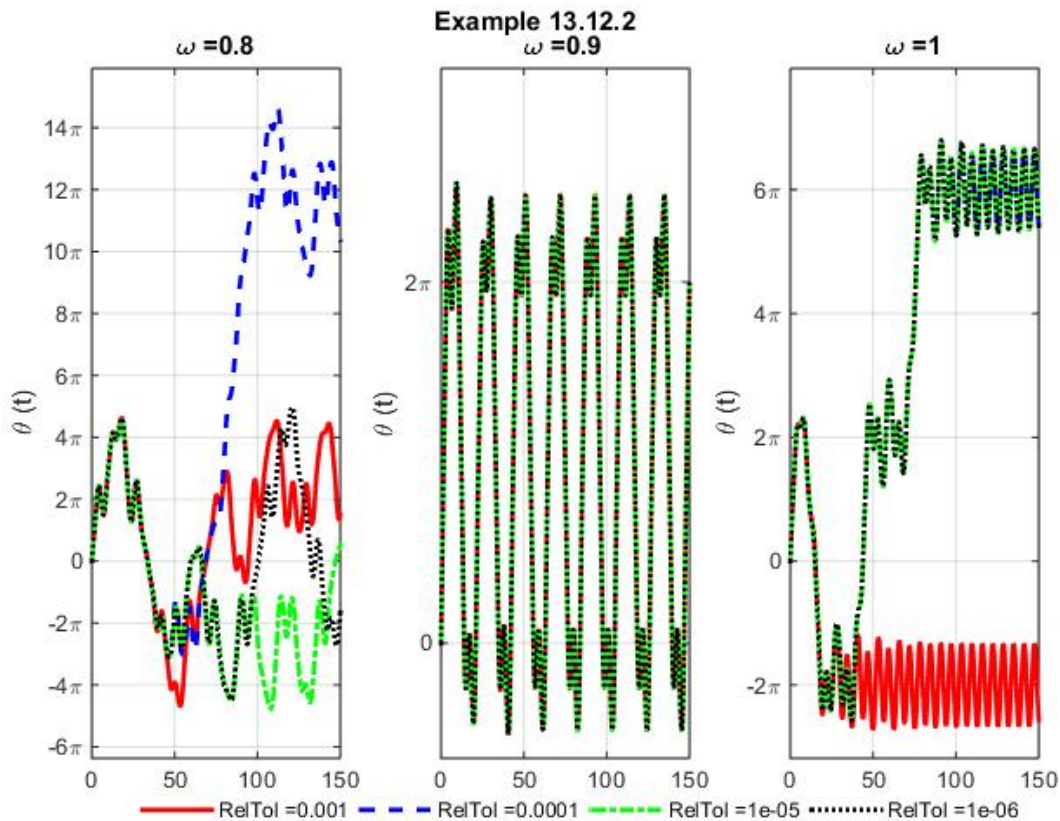 Example 13.12.2
ω =0.8
ω =0.9
ω =1
θ (t)
14π
12π
10π
8π
6π
4π
2π
0
-2π
-4π
-6π
0 50 100 150
θ (t)
2π
0
0 50 100 150
θ (t)
6π
4π
2π
0
-2π
0 50 100 150
RelTol =0.001 RelTol =0.0001 RelTol =1e-05 RelTol =1e-06